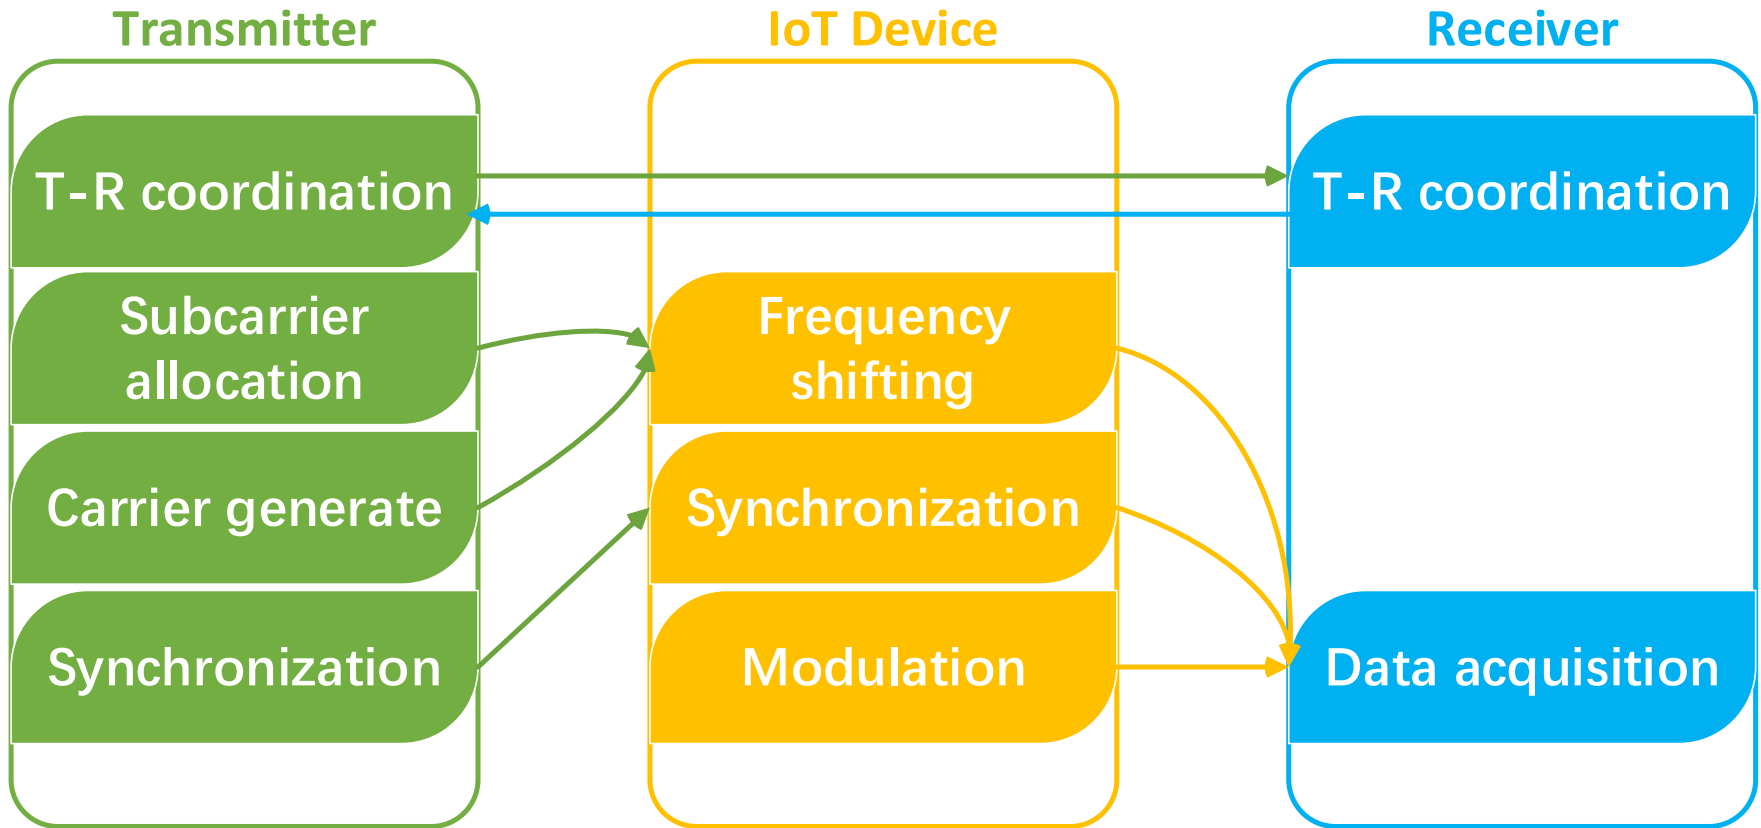 Transmitter
T-R coordination
Subcarrier
allocation
Carrier generate
Synchronization
IoT Device
Frequency
shifting
Synchronization
Modulation
Receiver
T-R coordination
Data acquisition